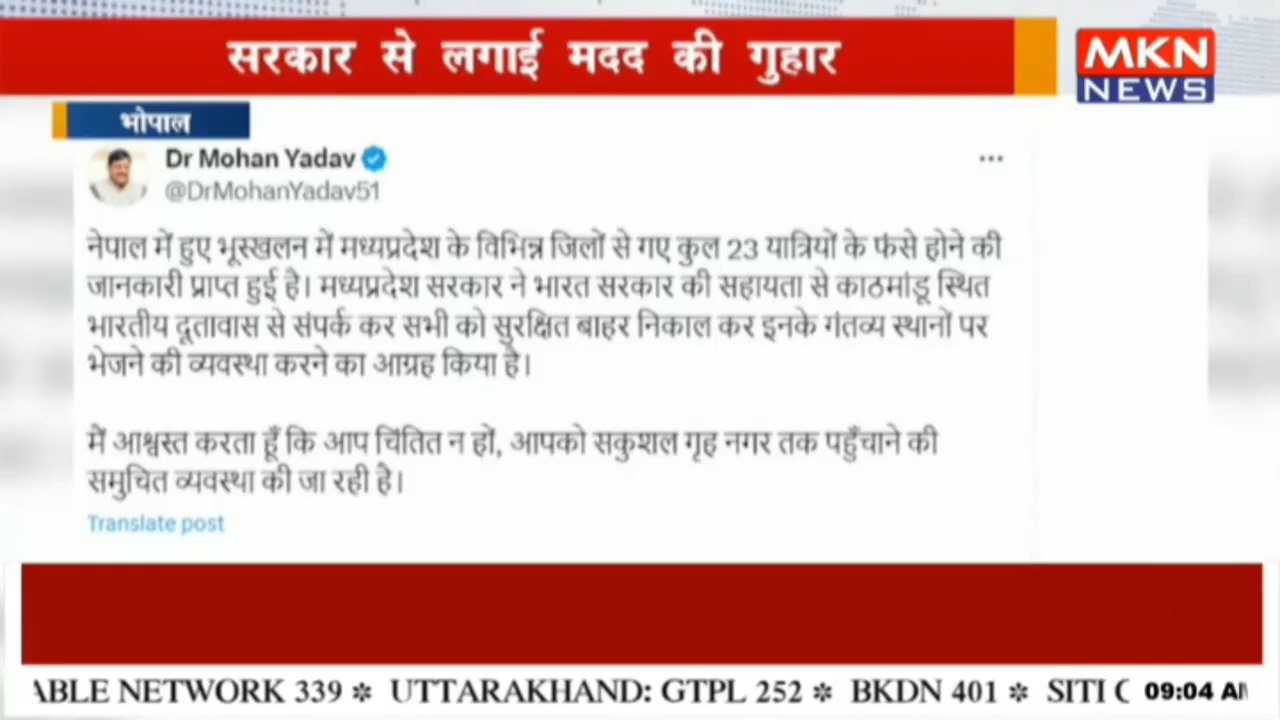 सरकार से लगाई मदद की गुहार
MKN
NEWS
भोपाल
Dr Mohan Yadav
@DrMohanYadav51
नेपाल में हुए भूस्खलन में मध्यप्रदेश के विभिन्न जिलों से गए कुल 23 यात्रियों के फंसे होने की
जानकारी प्राप्त हुई है। मध्यप्रदेश सरकार ने भारत सरकार की सहायता से काठमांडू स्थित
भारतीय दूतावास से संपर्क कर सभी को सुरक्षित बाहर निकाल कर इनके गंतव्य स्थानों पर
भेजने की व्यवस्था करने का आग्रह किया है।
मैं आश्वस्त करता हूँ कि आप चिंतित न हों, आपको सकुशल गृह नगर तक पहुँचाने की
समुचित व्यवस्था की जा रही है।
Translate post
ABLE NETWORK 339 * UTTARAKHAND: GTPL 252 * BKDN 401 * SITI 09:04 AM